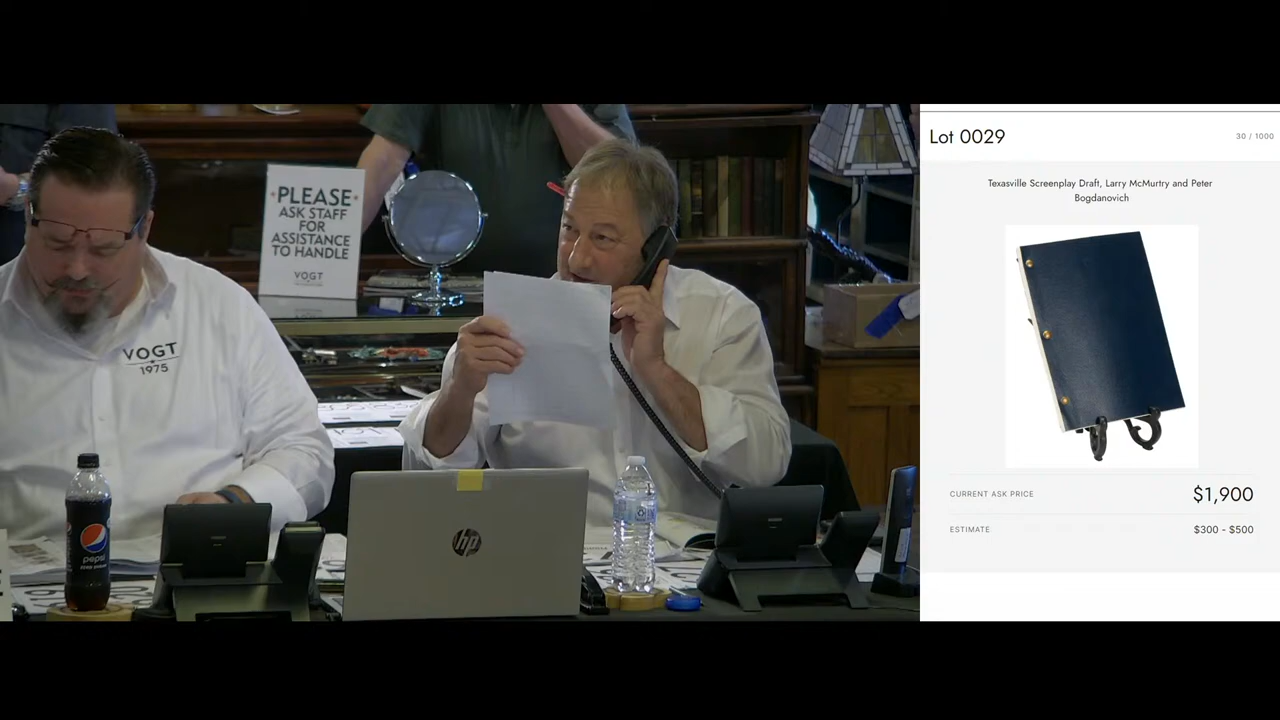 PLEASE
ASK STAFF
FOR
ASSISTANCE
TO HANDLE
VOGT
VOGT
1975
pepsi
hp
Lot 0029
30 / 1000
Texasville Screenplay Draft, Larry McMurtry and Peter
Bogdanovich
CURRENT ASK PRICE
$1,900
ESTIMATE
$300 - $500